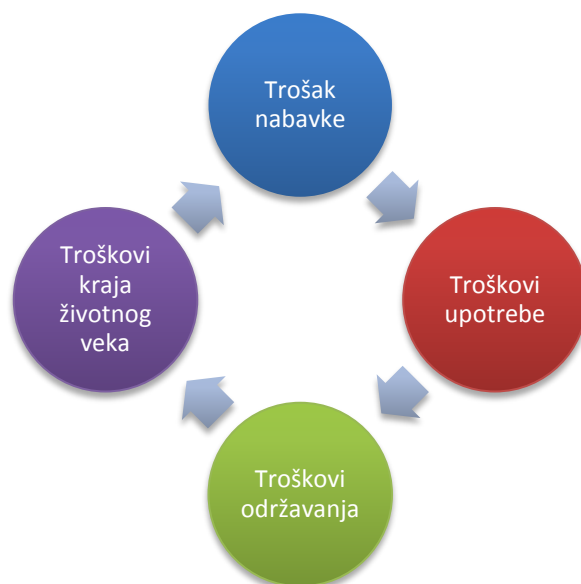 Trošak
nabavke
Troškovi
upotrebe
Troškovi
održavanja
Troškovi
kraja
životnog
veka